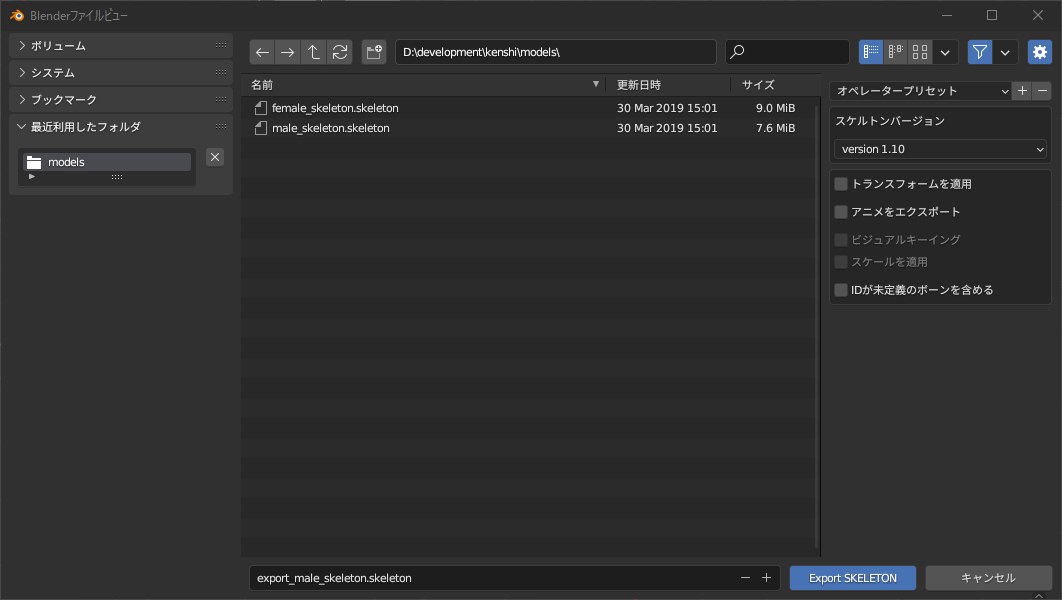 Blenderファイルビュー
ボリューム
システム
ブックマーク
最近利用したフォルダ
models
D:\development\kenshi\models\
名前 更新日時 サイズ
female_skeleton.skeleton 30 Mar 2019 15:01 9.0 MiB
male_skeleton.skeleton 30 Mar 2019 15:01 7.6 MiB
オペレータープリセット
スケルトンバージョン
version 1.10
トランスフォームを適用
アニメをエクスポート
ビジュアルキーイング
スケールを適用
IDが未定義のボーンを含める
export_male_skeleton.skeleton
Export SKELETON
キャンセル